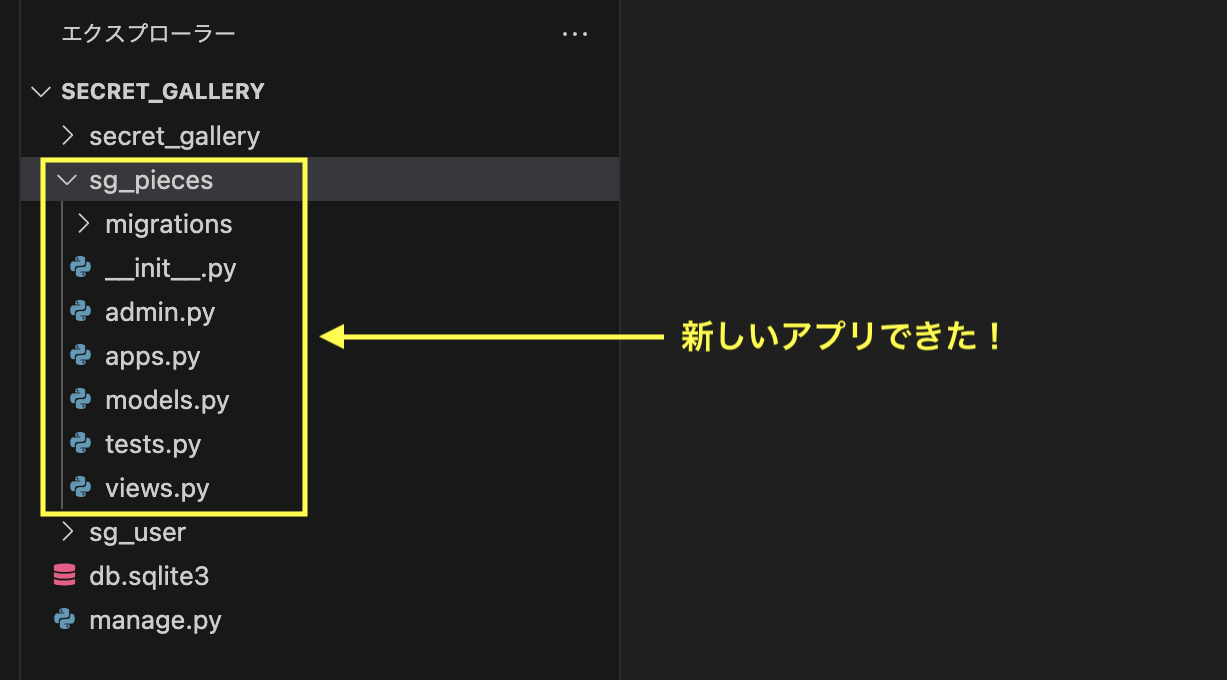 エクスプローラー
SECRET_GALLERY
secret_gallery
sg_pieces
migrations
__init__.py
admin.py
apps.py
新しいアプリできた！
models.py
tests.py
views.py
sg_user
db.sqlite3
manage.py